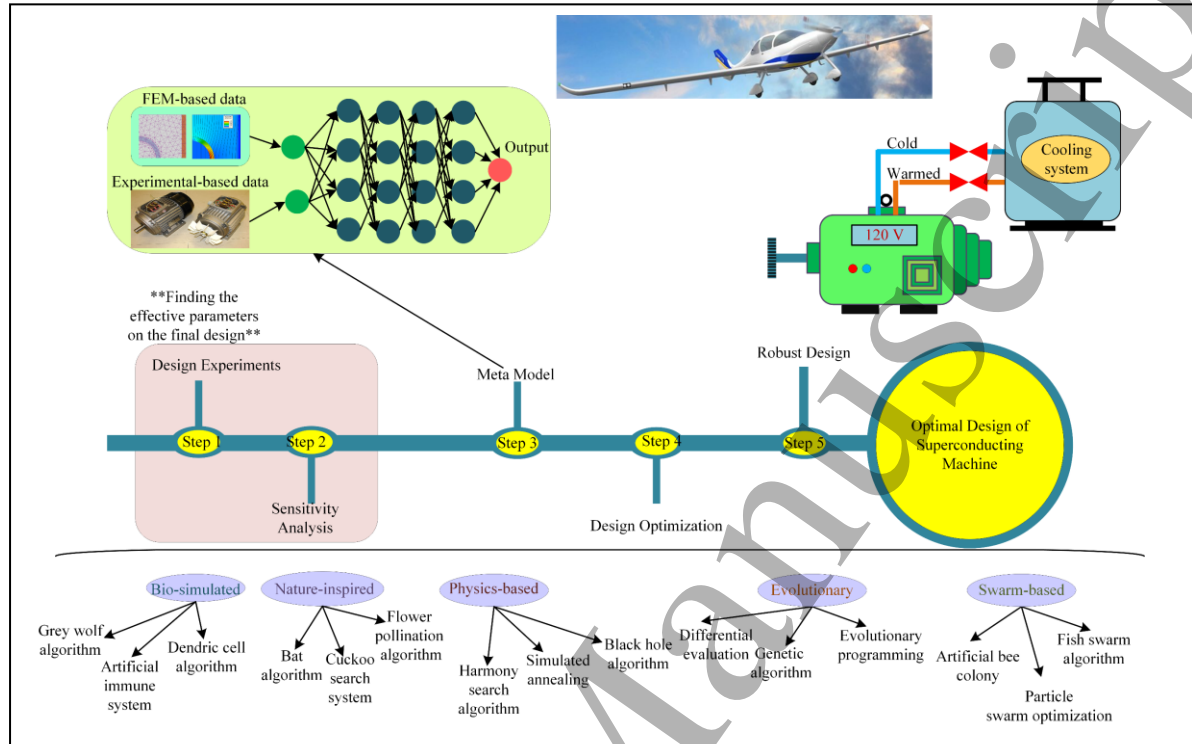 FEM-based data
Experimental-based data
Output
Cold
Warmed
Cooling
system
120 V
**Finding the
effective parameters
on the final design**
Design Experiments
Meta Model
Robust Design
Step 1
Step 2
Step 3
Step 4
Step 5
Optimal Design of
Superconducting
Machine
Sensitivity
Analysis
Design Optimization
Bio-simulated
Grey wolf
algorithm
Artificial
immune
system
Dendric cell
algorithm
Nature-inspired
Bat
algorithm
Cuckoo
search
system
Flower
pollination
algorithm
Physics-based
Harmony
search
algorithm
Simulated
annealing
Black hole
algorithm
Evolutionary
Differential
evaluation
Genetic
algorithm
Evolutionary
programming
Swarm-based
Artificial bee
colony
Particle
swarm optimization
Fish swarm
algorithm
Manuscrip